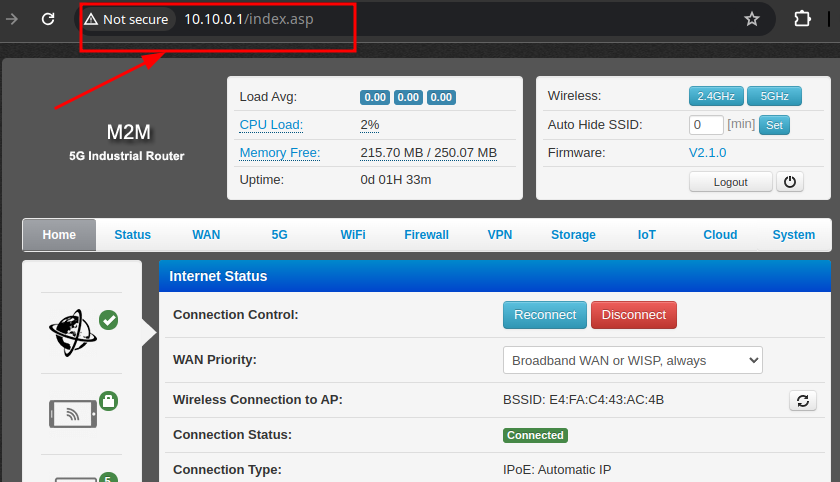 Not secure 10.10.0.1/index.asp
M2M
5G Industrial Router
Load Avg: 0.00 0.00 0.00
CPU Load: 2%
Memory Free: 215.70 MB / 250.07 MB
Uptime: 0d 01H 33m
Wireless: 2.4GHz 5GHz
Auto Hide SSID: 0 [min] Set
Firmware: V2.1.0
Logout
Home Status WAN 5G WiFi Firewall VPN Storage IoT Cloud System
Internet Status
Connection Control: Reconnect Disconnect
WAN Priority: Broadband WAN or WISP, always
Wireless Connection to AP: BSSID: E4:FA:C4:43:AC:4B
Connection Status: Connected
Connection Type: IPoE: Automatic IP
5